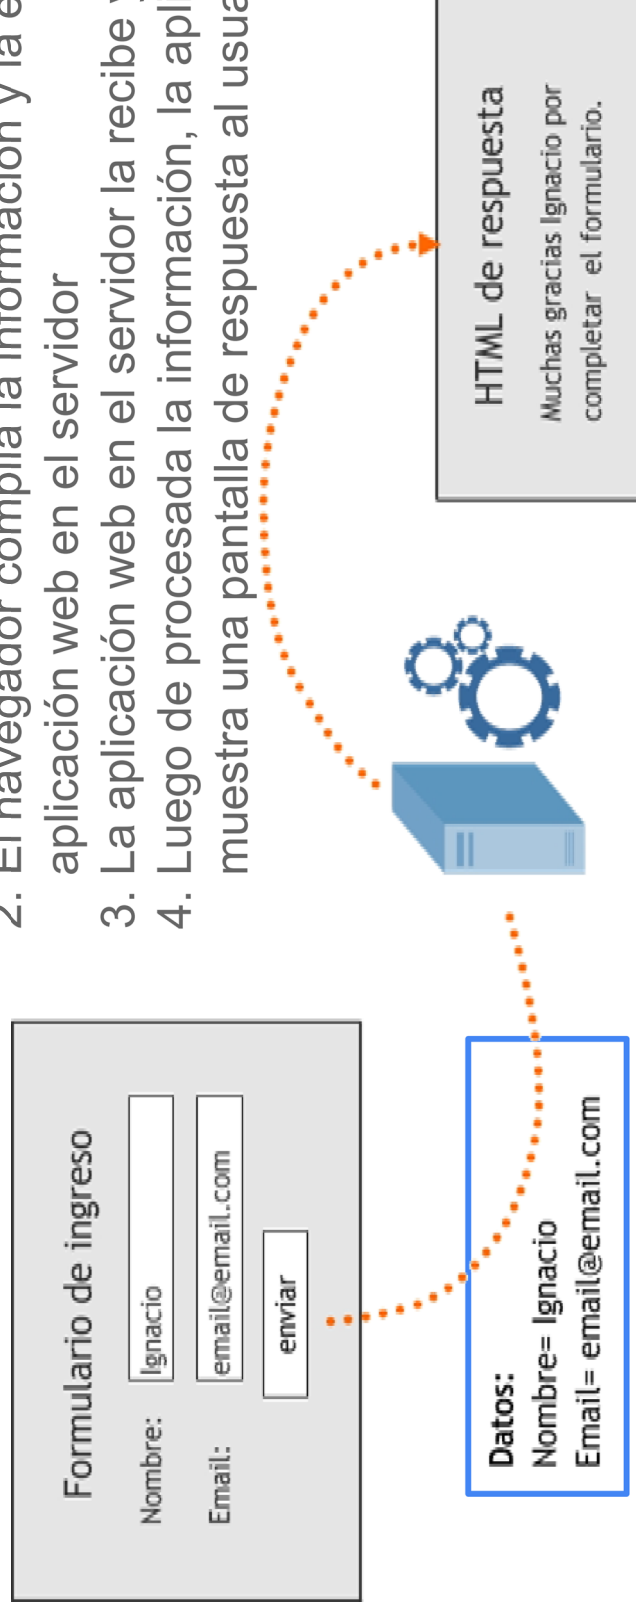 2. El navegador compila la información y la e
aplicación web en el servidor
3. La aplicación web en el servidor la recibe y
4. Luego de procesada la información, la apli
muestra una pantalla de respuesta al usua
Formulario de ingreso
Nombre: Ignacio
Email: email@email.com
enviar
Datos:
Nombre= Ignacio
Email= email@email.com
HTML de respuesta
Muchas gracias Ignacio por
completar el formulario.